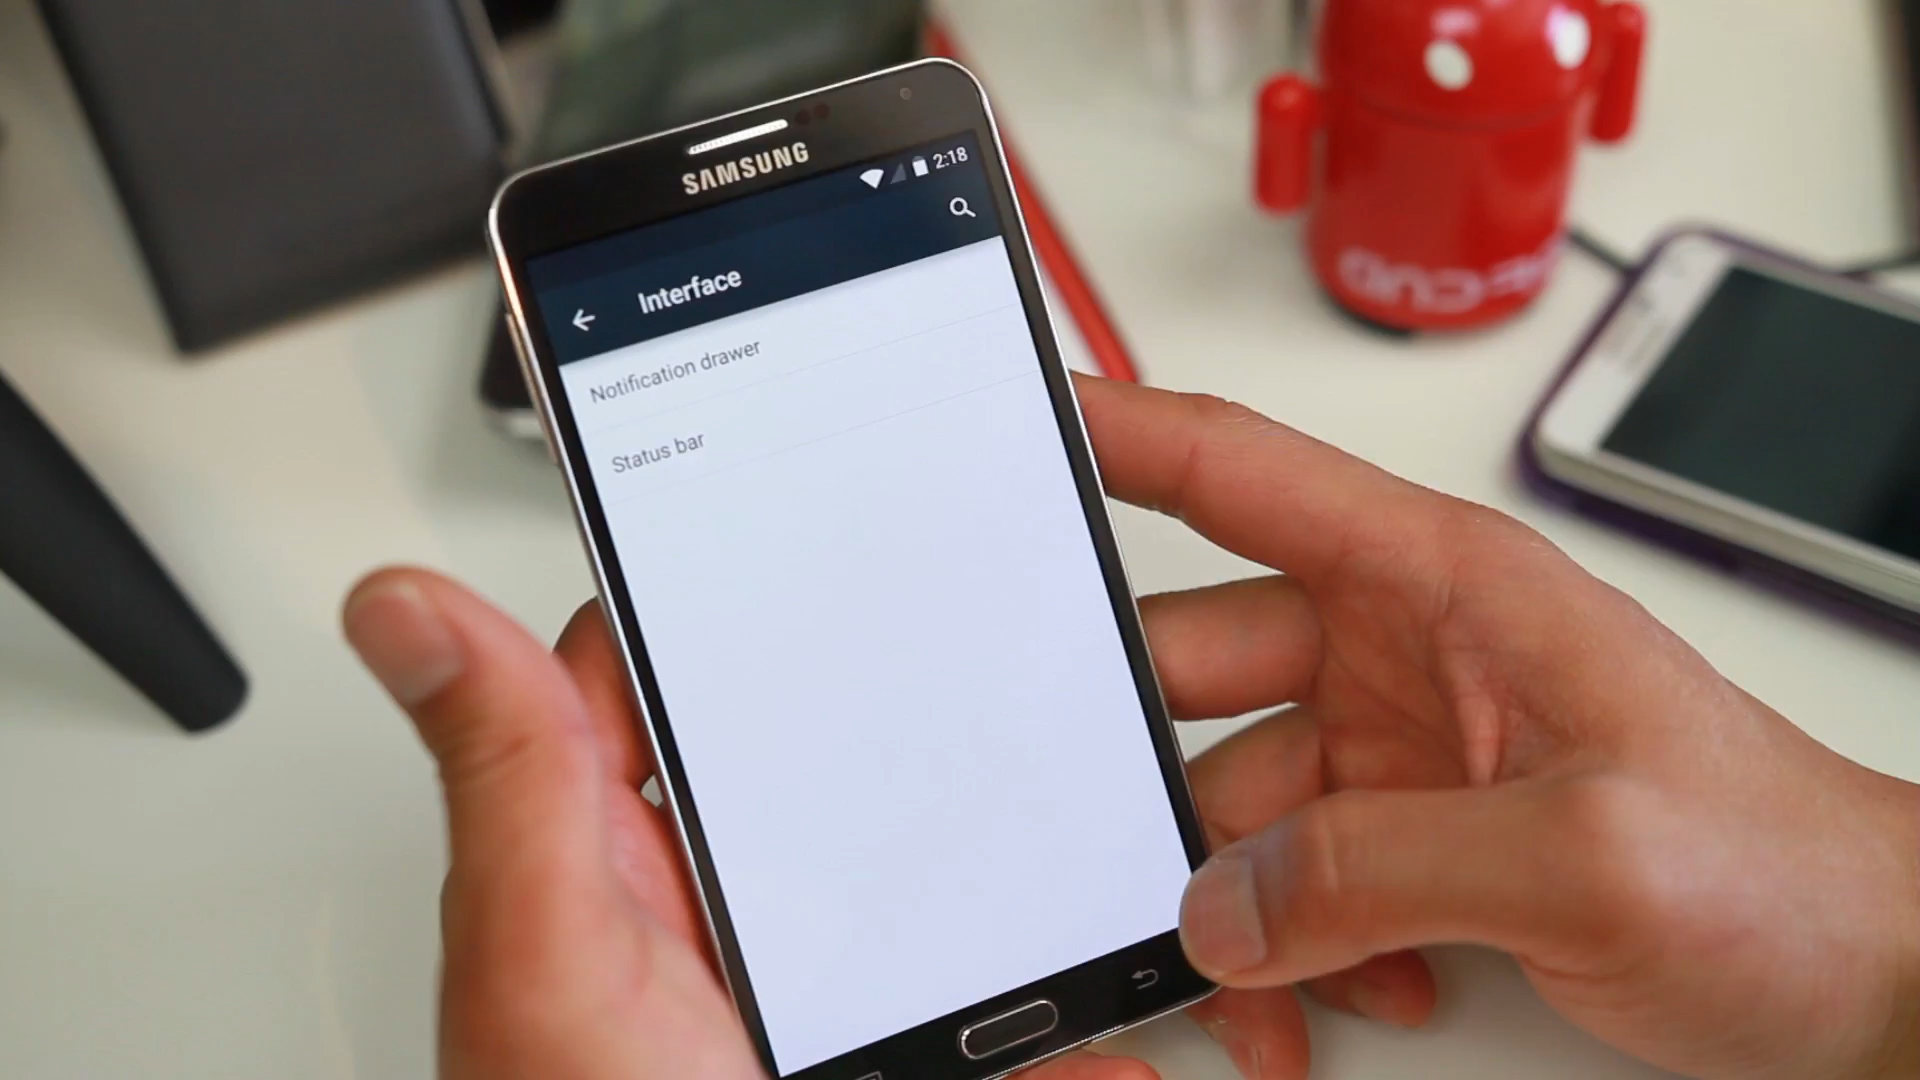 SAMSUNG
2:18
Interface
Notification drawer
Status bar